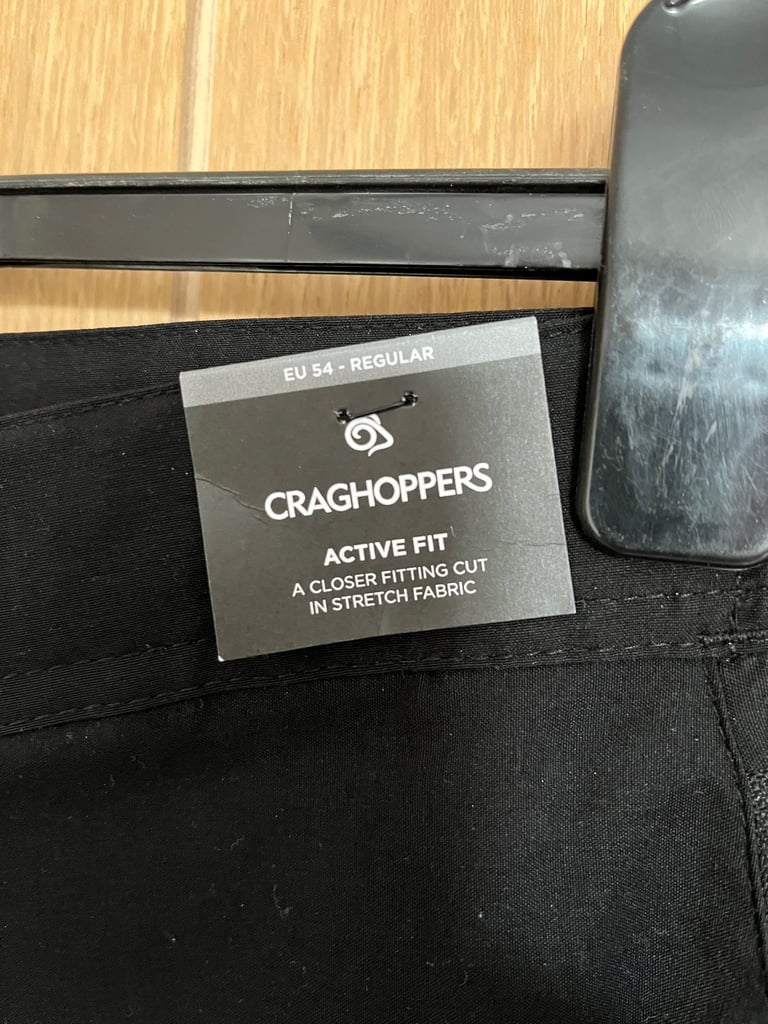 EU 54 - REGULAR
CRAGHOPPERS
ACTIVE FIT
A CLOSER FITTING CUT
IN STRETCH FABRIC